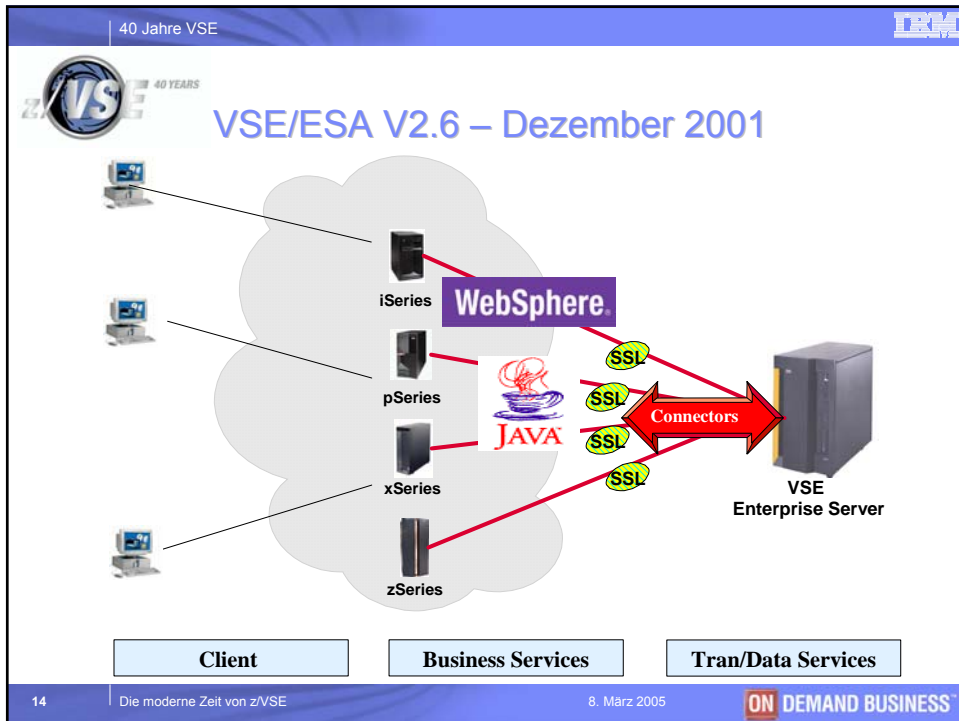 40 Jahre VSE
IBM
z/VSE 40 YEARS
VSE/ESA V2.6 – Dezember 2001
iSeries
WebSphere.
SSL
pSeries
JAVA™
SSL
Connectors
SSL
xSeries
SSL
VSE
Enterprise Server
zSeries
Client
Business Services
Tran/Data Services
14
Die moderne Zeit von z/VSE
8. März 2005
ON DEMAND BUSINESS™